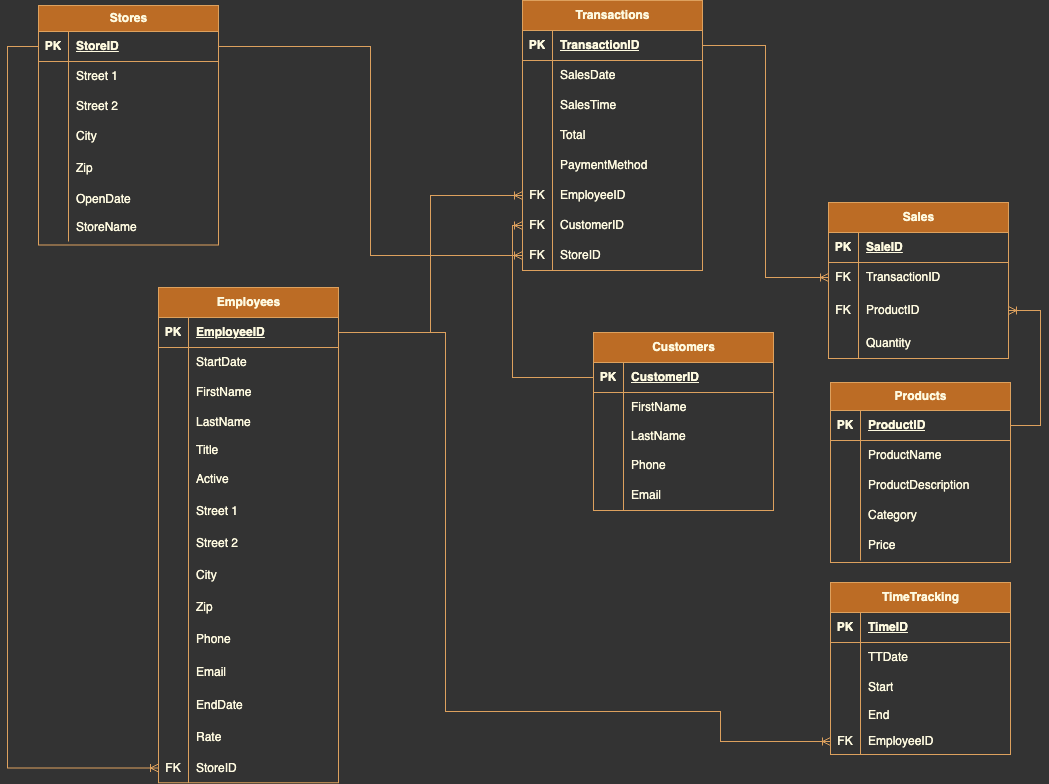 Stores
PK StoreID
Street 1
Street 2
City
Zip
OpenDate
StoreName
Transactions
PK TransactionID
SalesDate
SalesTime
Total
PaymentMethod
FK EmployeeID
FK CustomerID
FK StoreID
Sales
PK SaleID
FK TransactionID
FK ProductID
Quantity
Employees
PK EmployeeID
StartDate
FirstName
LastName
Title
Active
Street 1
Street 2
City
Zip
Phone
Email
EndDate
Rate
FK StoreID
Customers
PK CustomerID
FirstName
LastName
Phone
Email
Products
PK ProductID
ProductName
ProductDescription
Category
Price
TimeTracking
PK TimeID
TTDate
Start
End
FK EmployeeID